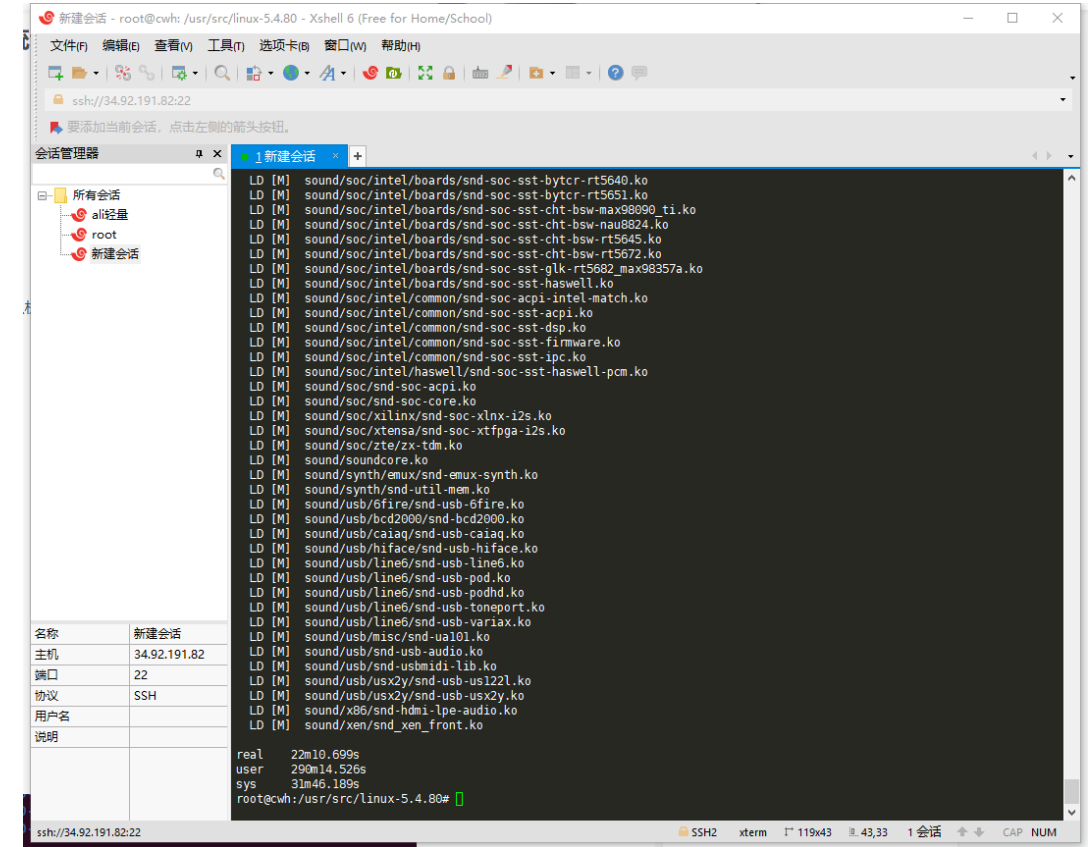 新建会话 - root@cwh: /usr/src/linux-5.4.80 - Xshell 6 (Free for Home/School)
文件(F) 编辑(E) 查看(V) 工具(T) 选项卡(B) 窗口(W) 帮助(H)
ssh://34.92.191.82:22
要添加当前会话，点击左侧的箭头按钮。
会话管理器
1 新建会话
所有会话
ali轻量
root
新建会话
LD [M] sound/soc/intel/boards/snd-soc-sst-bytcr-rt5640.ko
LD [M] sound/soc/intel/boards/snd-soc-sst-bytcr-rt5651.ko
LD [M] sound/soc/intel/boards/snd-soc-sst-cht-bsw-max98090_ti.ko
LD [M] sound/soc/intel/boards/snd-soc-sst-cht-bsw-nau8824.ko
LD [M] sound/soc/intel/boards/snd-soc-sst-cht-bsw-rt5645.ko
LD [M] sound/soc/intel/boards/snd-soc-sst-cht-bsw-rt5672.ko
LD [M] sound/soc/intel/boards/snd-soc-sst-glk-rt5682_max98357a.ko
LD [M] sound/soc/intel/boards/snd-soc-sst-haswell.ko
LD [M] sound/soc/intel/common/snd-soc-acpi-intel-match.ko
LD [M] sound/soc/intel/common/snd-soc-sst-acpi.ko
LD [M] sound/soc/intel/common/snd-soc-sst-dsp.ko
LD [M] sound/soc/intel/common/snd-soc-sst-firmware.ko
LD [M] sound/soc/intel/common/snd-soc-sst-ipc.ko
LD [M] sound/soc/intel/haswell/snd-soc-sst-haswell-pcm.ko
LD [M] sound/soc/snd-soc-acpi.ko
LD [M] sound/soc/snd-soc-core.ko
LD [M] sound/soc/xilinx/snd-soc-xlnx-i2s.ko
LD [M] sound/soc/xtensa/snd-soc-xtfpga-i2s.ko
LD [M] sound/soc/zte/zx-tdm.ko
LD [M] sound/soundcore.ko
LD [M] sound/synth/emux/snd-emux-synth.ko
LD [M] sound/synth/snd-util-mem.ko
LD [M] sound/usb/6fire/snd-usb-6fire.ko
LD [M] sound/usb/bcd2000/snd-bcd2000.ko
LD [M] sound/usb/caiaq/snd-usb-caiaq.ko
LD [M] sound/usb/hiface/snd-usb-hiface.ko
LD [M] sound/usb/line6/snd-usb-line6.ko
LD [M] sound/usb/line6/snd-usb-pod.ko
LD [M] sound/usb/line6/snd-usb-podhd.ko
LD [M] sound/usb/line6/snd-usb-toneport.ko
LD [M] sound/usb/line6/snd-usb-variax.ko
LD [M] sound/usb/misc/snd-ua101.ko
LD [M] sound/usb/snd-usb-audio.ko
LD [M] sound/usb/snd-usbmidi-lib.ko
LD [M] sound/usb/usx2y/snd-usb-us122l.ko
LD [M] sound/usb/usx2y/snd-usb-usx2y.ko
LD [M] sound/x86/snd-hdmi-lpe-audio.ko
LD [M] sound/xen/snd_xen_front.ko
real 22m10.699s
user 290m14.526s
sys 31m46.189s
root@cwh:/usr/src/linux-5.4.80#
名称 新建会话
主机 34.92.191.82
端口 22
协议 SSH
用户名
说明
ssh://34.92.191.82:22 SSH2 xterm 119x43 43,33 1 会话 CAP NUM